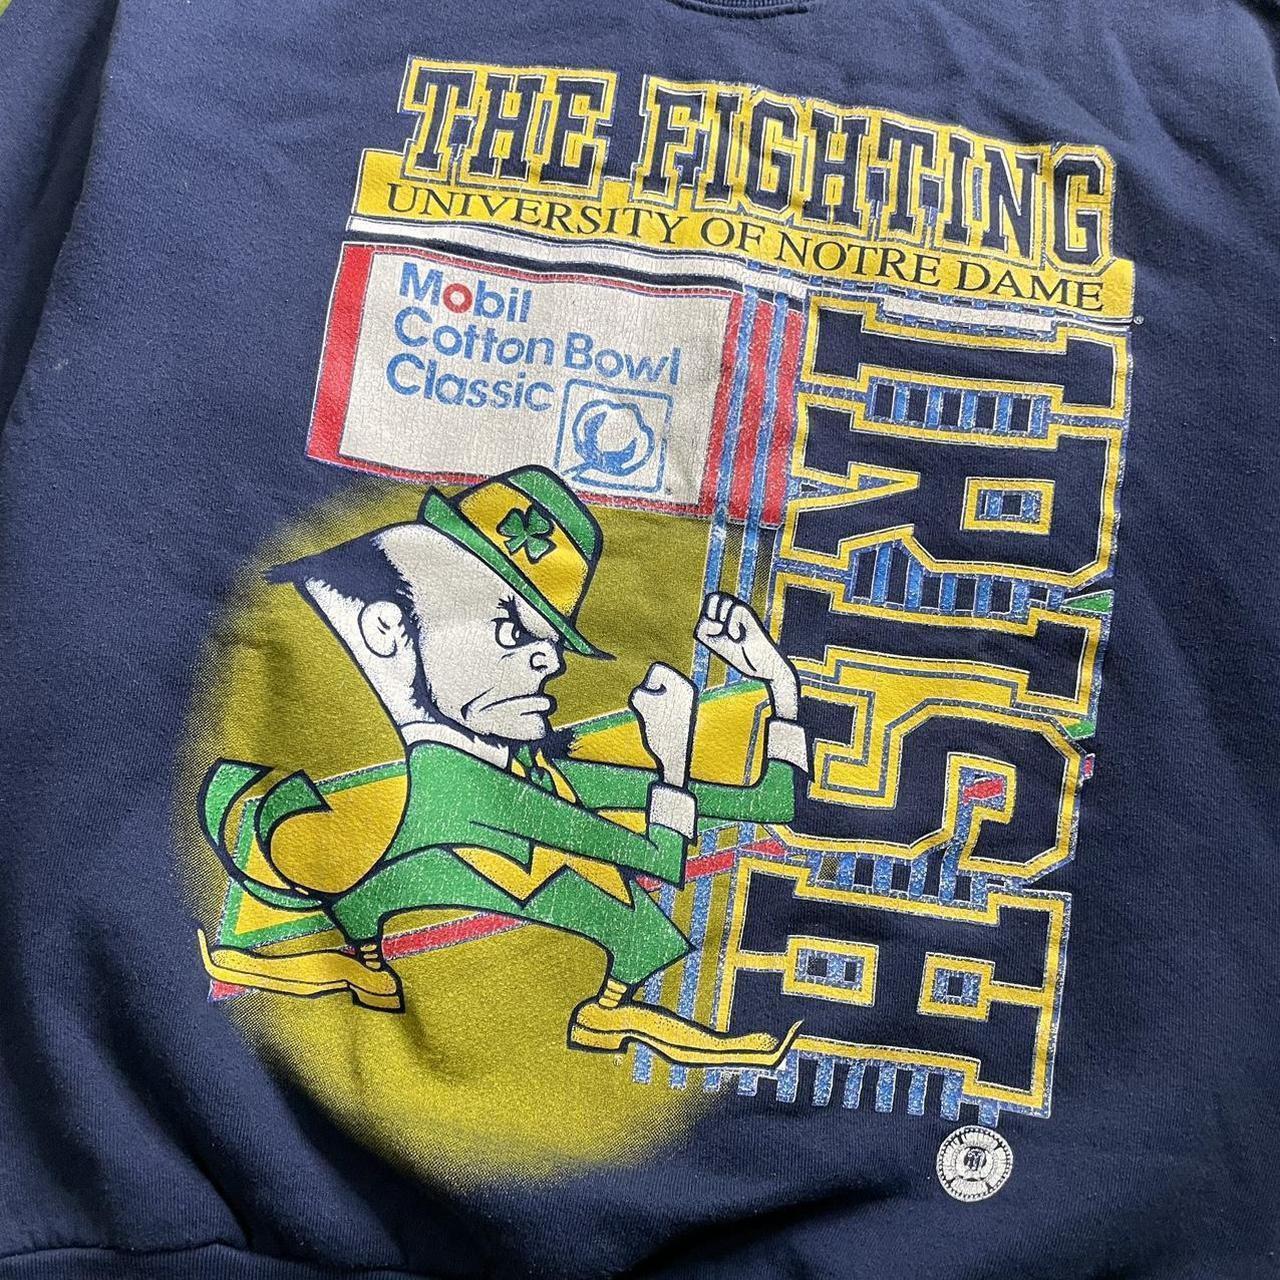 THE FIGHTING
UNIVERSITY OF NOTRE DAME
Mobil
Cotton Bowl
Classic
IRISH